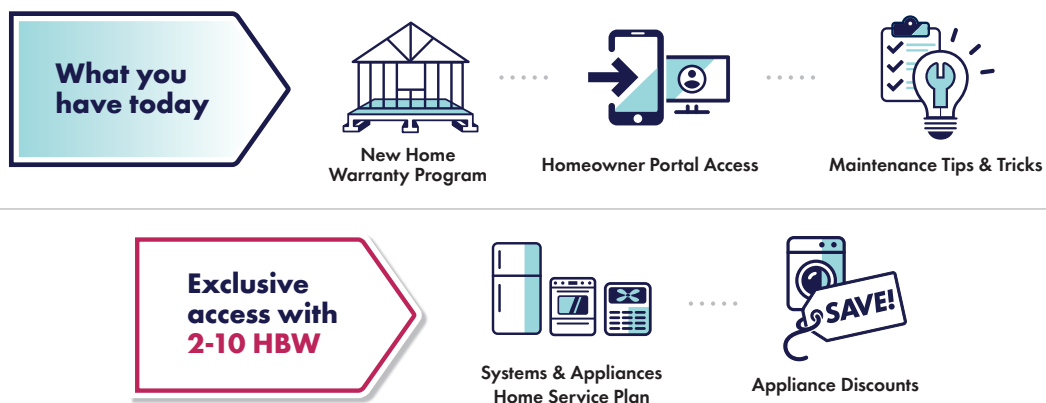 What you
have today
New Home
Warranty Program
Homeowner Portal Access
Maintenance Tips & Tricks
Exclusive
access with
2-10 HBW
Systems & Appliances
Home Service Plan
SAVE!
Appliance Discounts